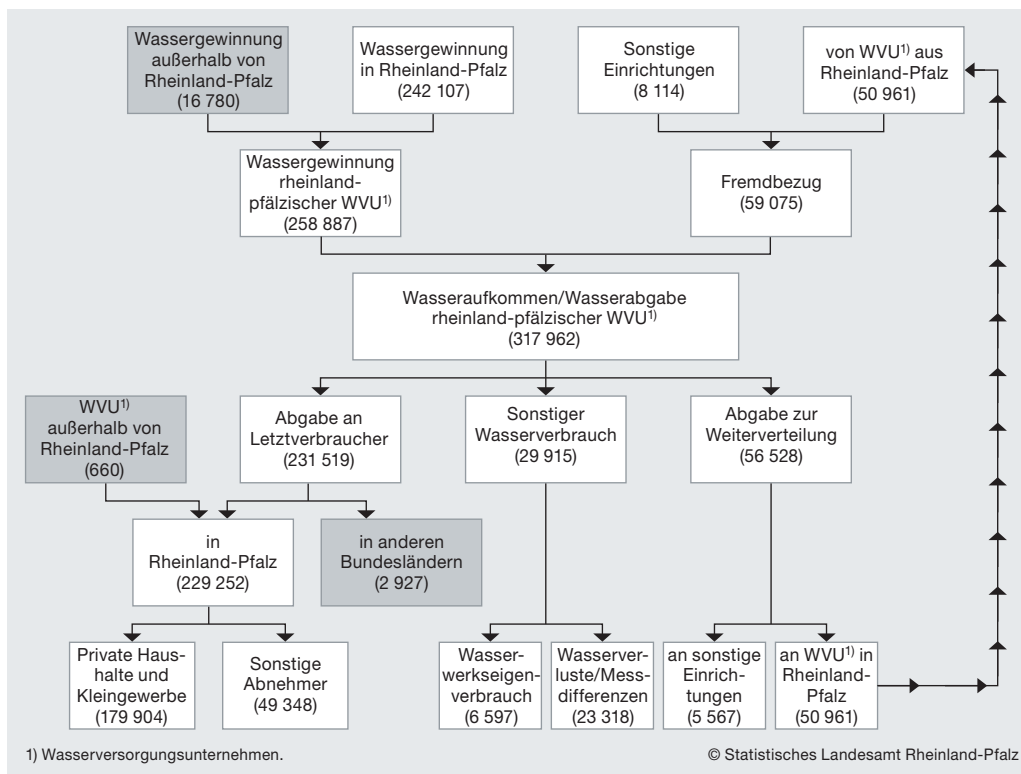 Wassergewinnung
außerhalb von
Rheinland-Pfalz
(16 780)
Wassergewinnung
in Rheinland-Pfalz
(242 107)
Sonstige
Einrichtungen
(8 114)
von WVU1) aus
Rheinland-Pfalz
(50 961)
Wassergewinnung
rheinland-
pfälzischer WVU1)
(258 887)
Fremdbezug
(59 075)
Wasseraufkommen/Wasserabgabe
rheinland-pfälzischer WVU1)
(317 962)
WVU1)
außerhalb von
Rheinland-Pfalz
(660)
Abgabe an
Letztverbraucher
(231 519)
Sonstiger
Wasserverbrauch
(29 915)
Abgabe zur
Weiterverteilung
(56 528)
in
Rheinland-Pfalz
(229 252)
in anderen
Bundesländern
(2 927)
Private Haus-
halte und
Kleingewerbe
(179 904)
Sonstige
Abnehmer
(49 348)
Wasser-
werkseigen-
verbrauch
(6 597)
Wasserver-
luste/Mess-
differenzen
(23 318)
an sonstige
Einrich-
tungen
(5 567)
an WVU1) in
Rheinland-
Pfalz
(50 961)
1) Wasserversorgungsunternehmen.
© Statistisches Landesamt Rheinland-Pfalz